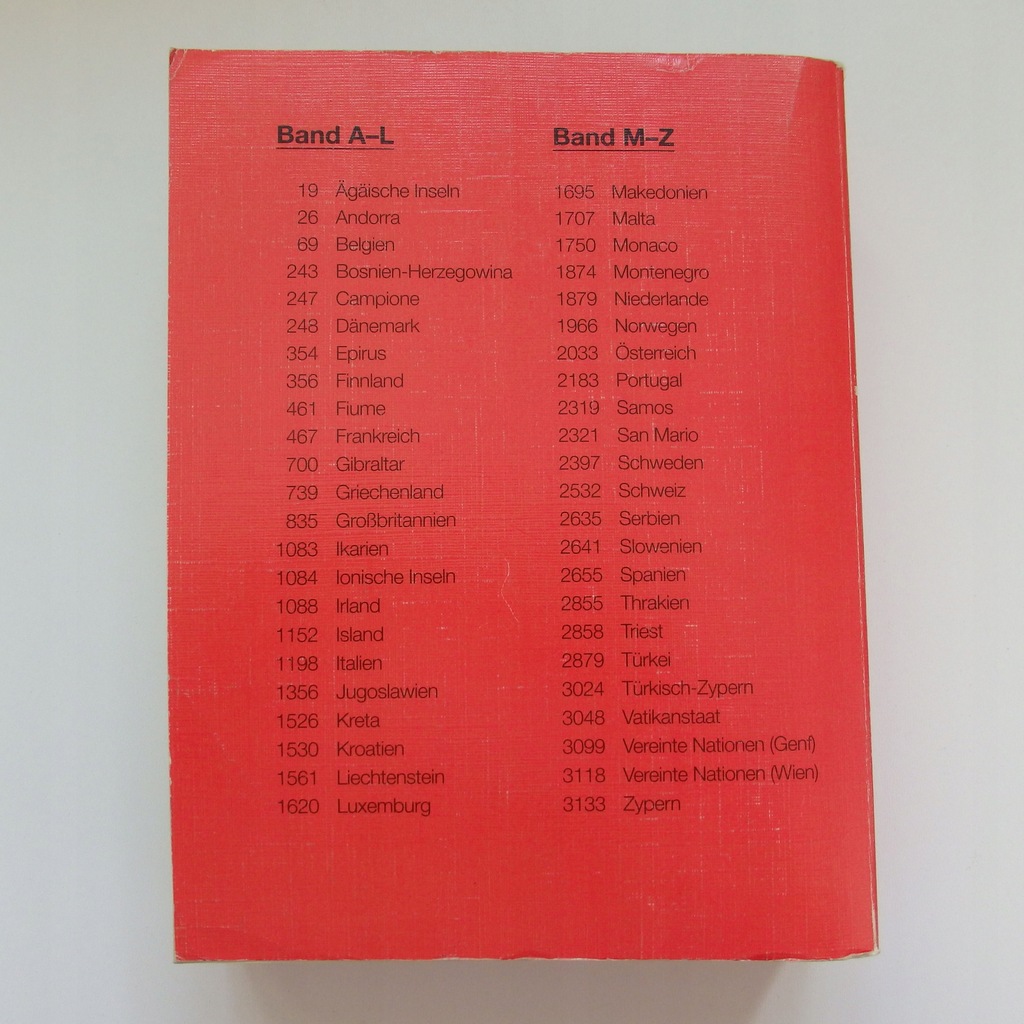 Band A–L
19 Ägäische Inseln
26 Andorra
69 Belgien
243 Bosnien-Herzegowina
247 Campione
248 Dänemark
354 Epirus
356 Finnland
461 Fiume
467 Frankreich
700 Gibraltar
739 Griechenland
835 Großbritannien
1083 Ikarien
1084 Ionische Inseln
1088 Irland
1152 Island
1198 Italien
1356 Jugoslawien
1526 Kreta
1530 Kroatien
1561 Liechtenstein
1620 Luxemburg
Band M–Z
1695 Makedonien
1707 Malta
1750 Monaco
1874 Montenegro
1879 Niederlande
1966 Norwegen
2033 Österreich
2183 Portugal
2319 Samos
2321 San Mario
2397 Schweden
2532 Schweiz
2635 Serbien
2641 Slowenien
2655 Spanien
2855 Thrakien
2858 Triest
2879 Türkei
3024 Türkisch-Zypern
3048 Vatikanstaat
3099 Vereinte Nationen (Genf)
3118 Vereinte Nationen (Wien)
3133 Zypern